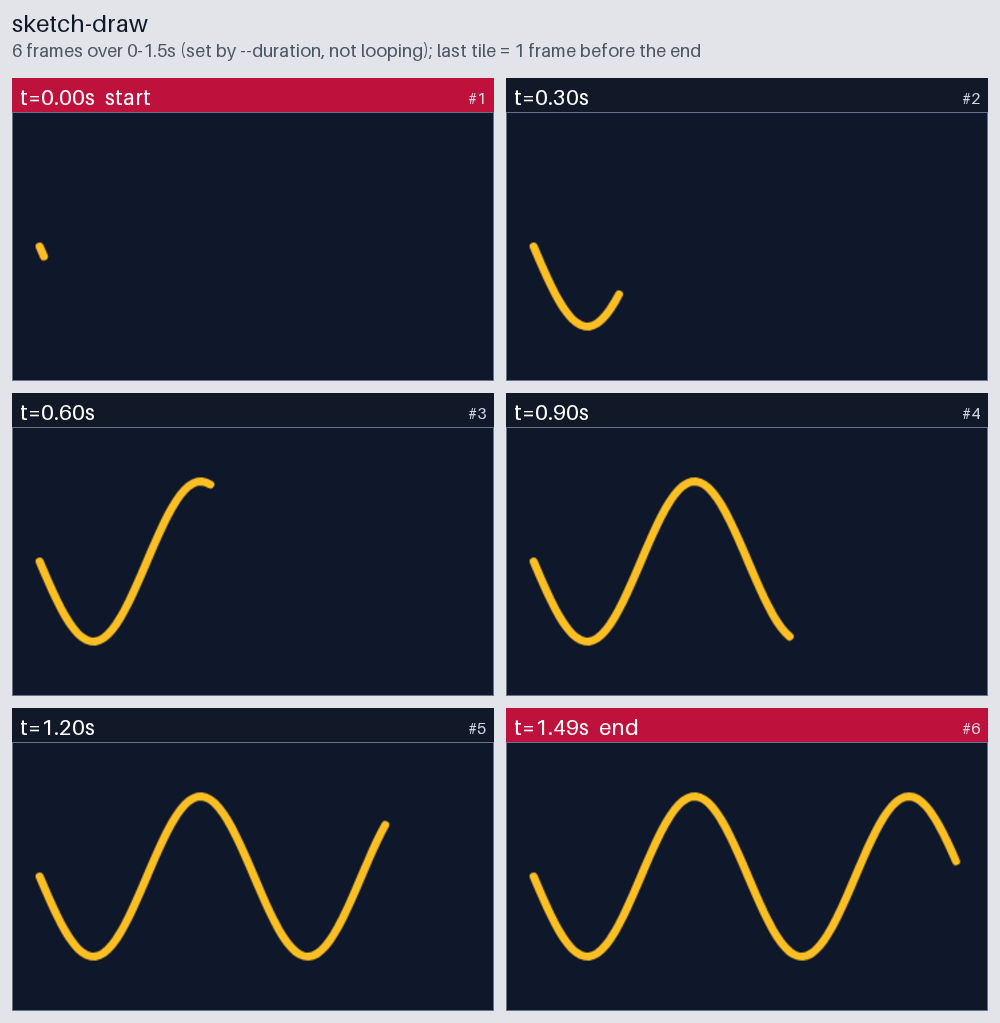 sketch-draw
6 frames over 0-1.5s (set by --duration, not looping); last tile = 1 frame before the end
t=0.00s start #1
t=0.30s #2
t=0.60s #3
t=0.90s #4
t=1.20s #5
t=1.49s end #6